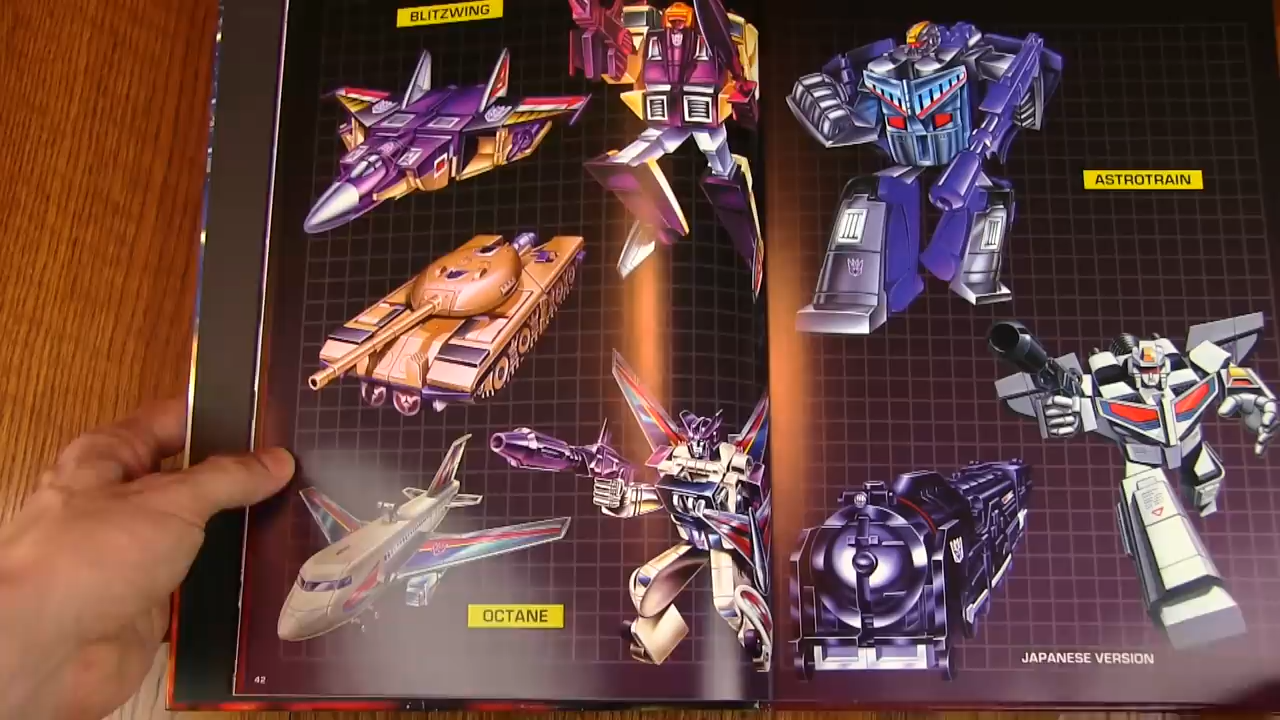 BLITZWING
OCTANE
42
ASTROTRAIN
JAPANESE VERSION